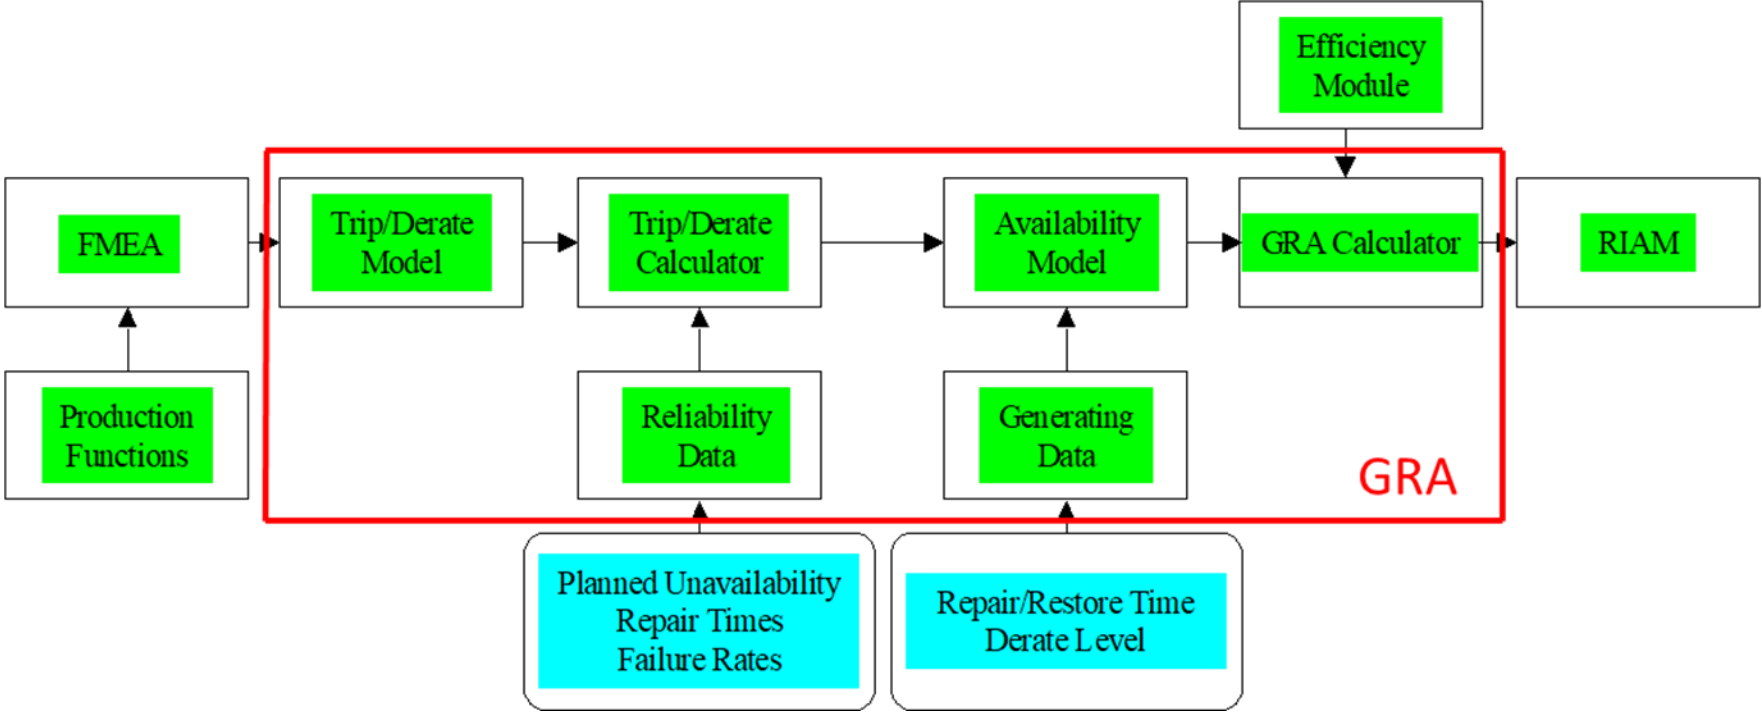 Efficiency
Module
FMEA
Trip/Derate
Model
Trip/Derate
Calculator
Availability
Model
GRA Calculator
RIAM
Production
Functions
Reliability
Data
Generating
Data
GRA
Planned Unavailability
Repair Times
Failure Rates
Repair/Restore Time
Derate Level